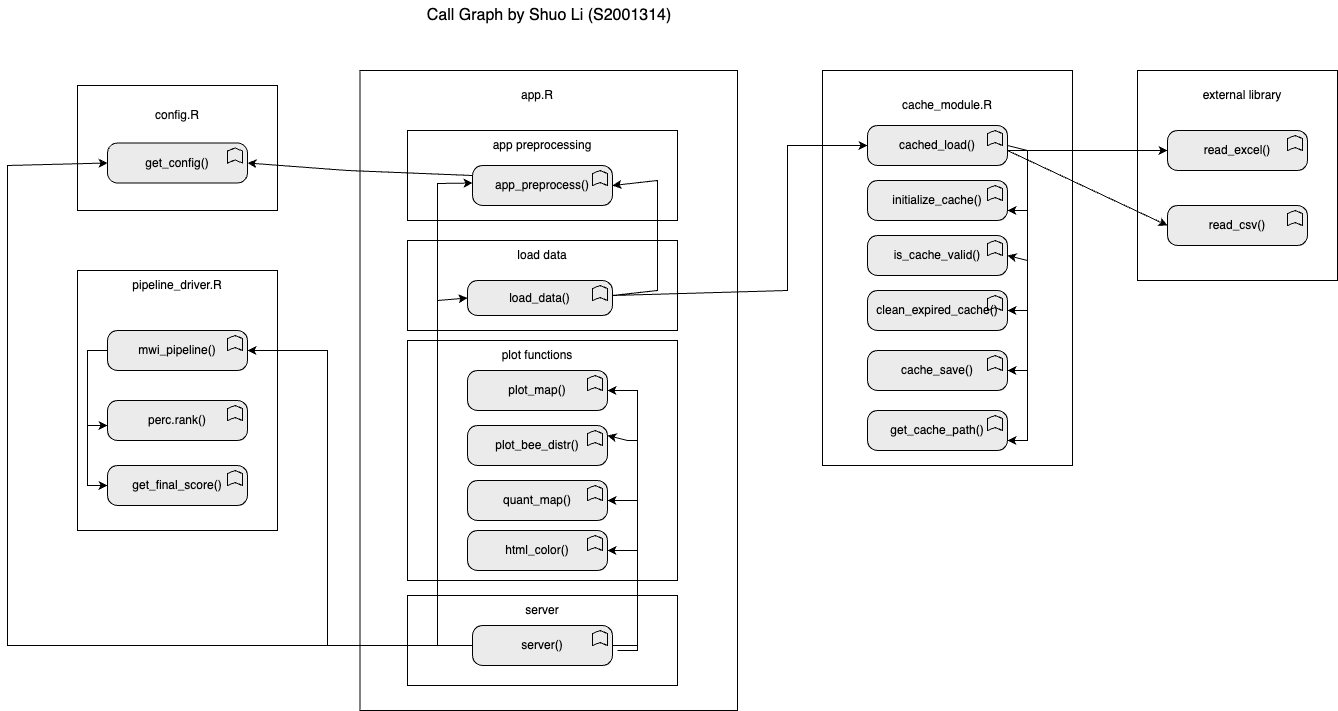 Call Graph by Shuo Li (S2001314)
config.R
get_config()
pipeline_driver.R
mwi_pipeline()
perc.rank()
get_final_score()
app.R
app preprocessing
app_preprocess()
load data
load_data()
plot functions
plot_map()
plot_bee_distr()
quant_map()
html_color()
server
server()
cache_module.R
cached_load()
initialize_cache()
is_cache_valid()
clean_expired_cache()
cache_save()
get_cache_path()
external library
read_excel()
read_csv()